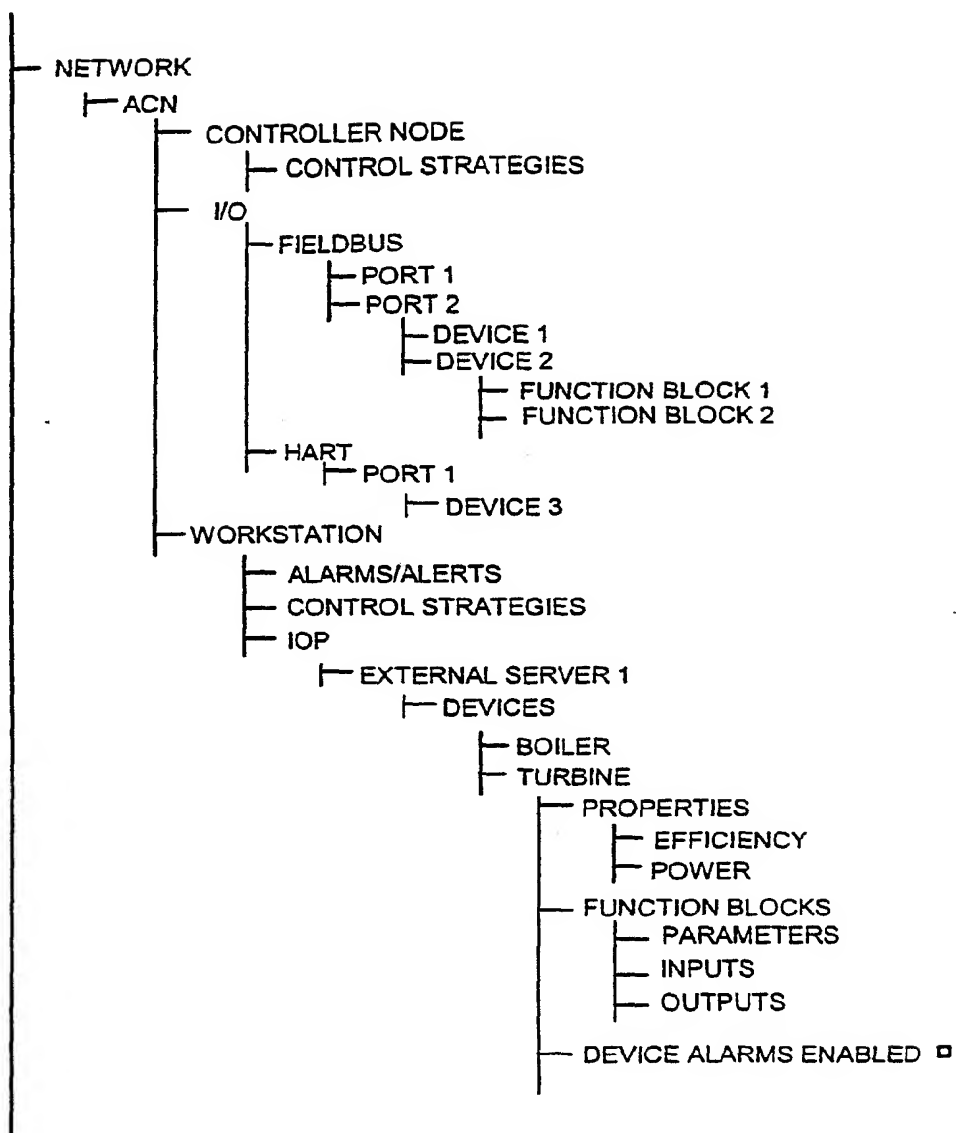 NETWORK
ACN
CONTROLLER NODE
CONTROL STRATEGIES
I/O
FIELDBUS
PORT 1
PORT 2
DEVICE 1
DEVICE 2
FUNCTION BLOCK 1
FUNCTION BLOCK 2
HART
PORT 1
DEVICE 3
WORKSTATION
ALARMS/ALERTS
CONTROL STRATEGIES
IOP
EXTERNAL SERVER 1
DEVICES
BOILER
TURBINE
PROPERTIES
EFFICIENCY
POWER
FUNCTION BLOCKS
PARAMETERS
INPUTS
OUTPUTS
DEVICE ALARMS ENABLED